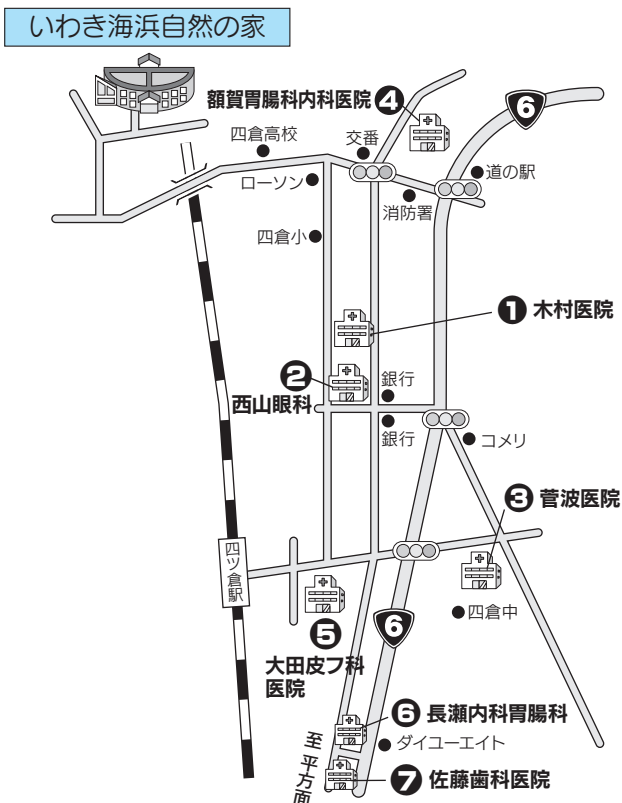 いわき海浜自然の家
額賀胃腸科内科医院 4
6
四倉高校
交番
道の駅
ローソン
消防署
四倉小
1 木村医院
2
西山眼科
銀行
銀行
コメリ
3 菅波医院
四ツ倉駅
四倉中
5
大田皮フ科
医院
6
6 長瀬内科胃腸科
ダイユーエイト
至 平方面
7 佐藤歯科医院